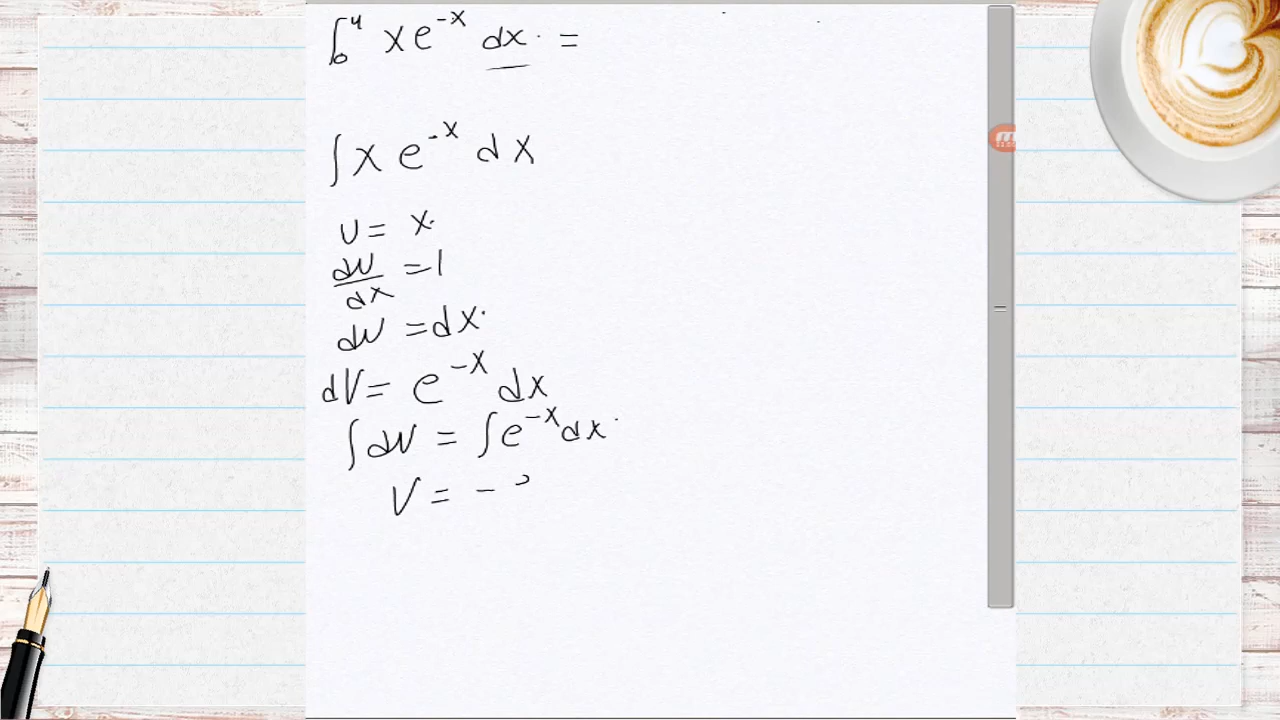 ∫₀⁴ x e⁻ˣ dx =
∫ x e⁻ˣ dx
u = x
du/dx = 1
du = dx
dv = e⁻ˣ dx
∫ dv = ∫ e⁻ˣ dx
v = -